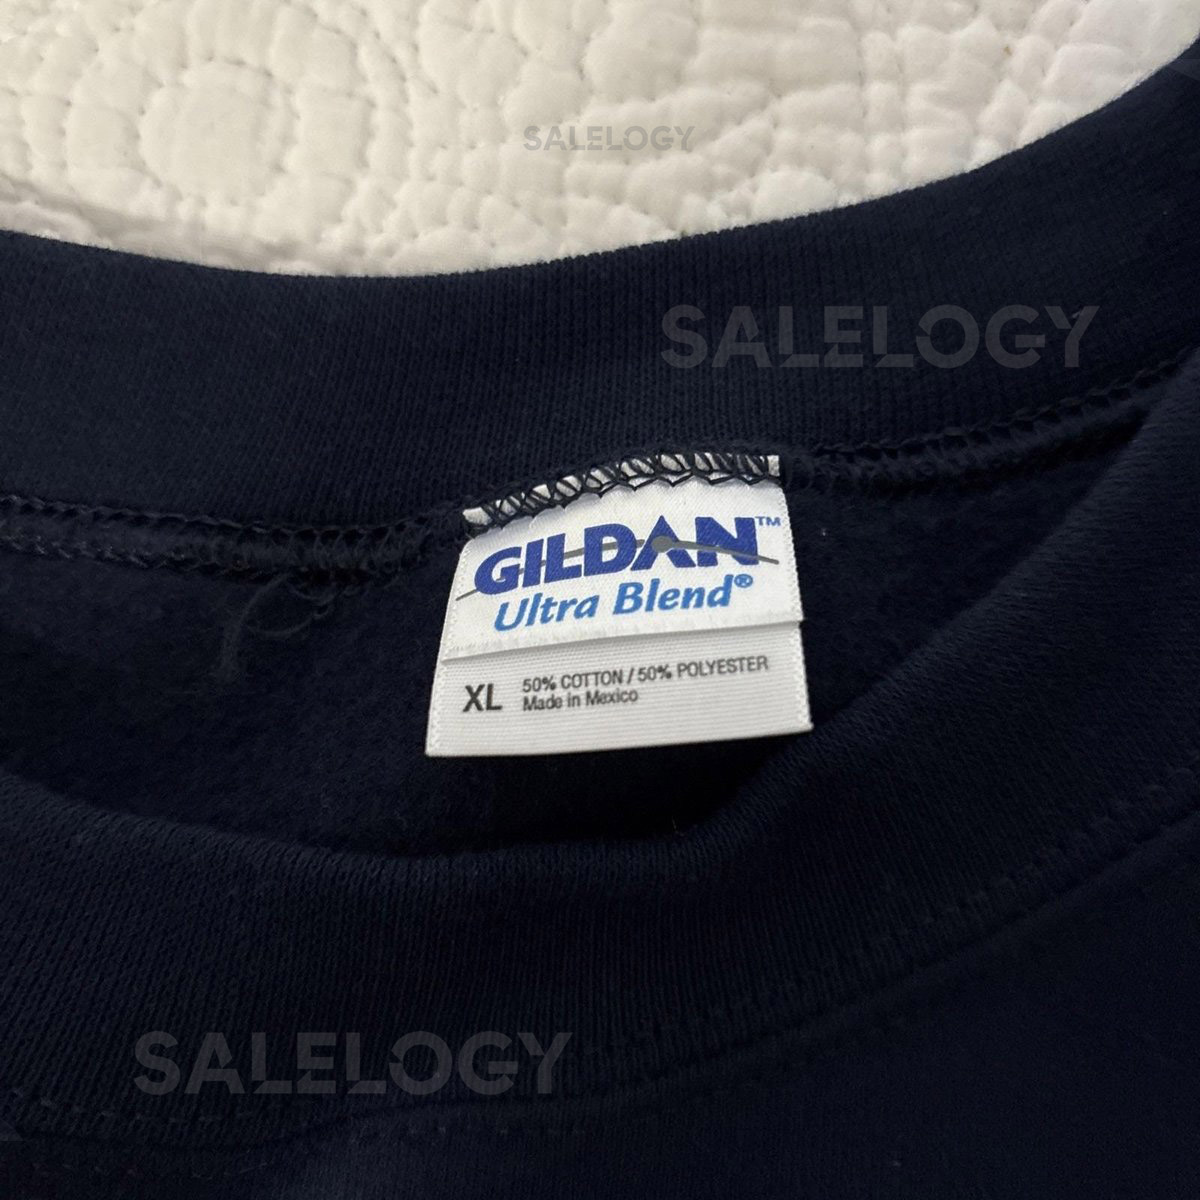 SALELOGY
SALELOGY
GILDAN™
Ultra Blend®
XL
50% COTTON / 50% POLYESTER
Made in Mexico
SALELOGY